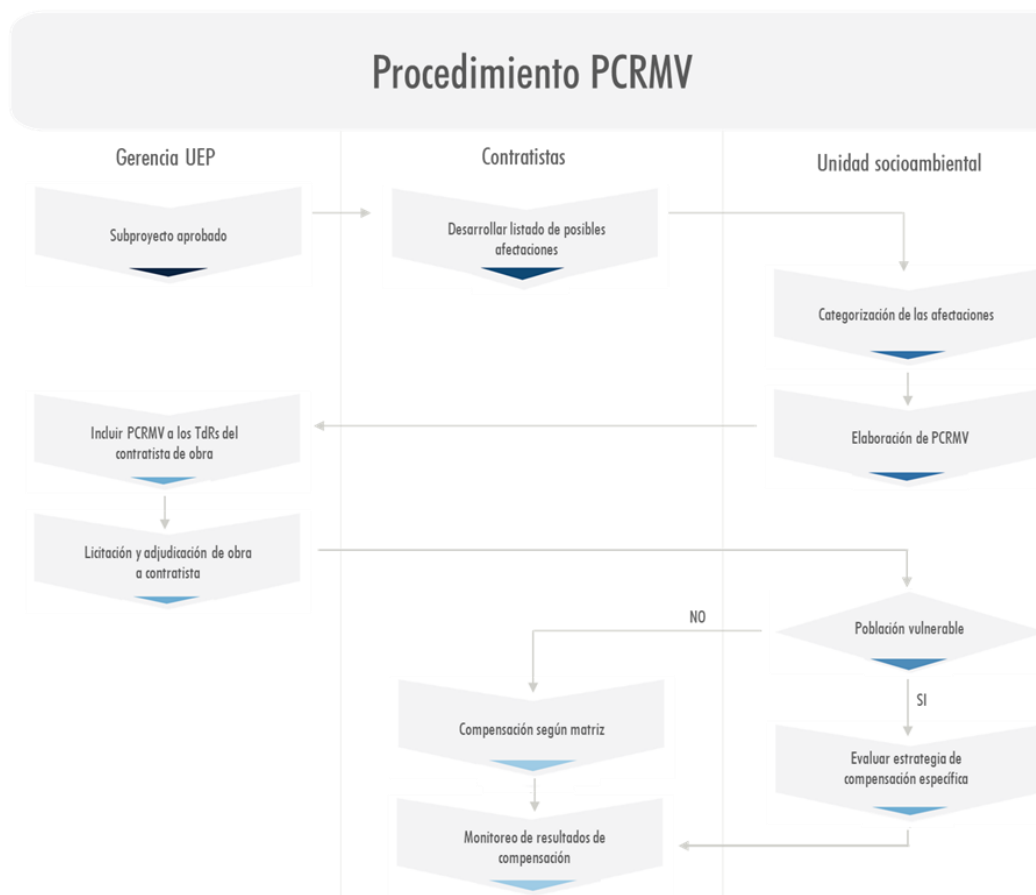 Procedimiento PCRMV
Gerencia UEP
Contratistas
Unidad socioambiental
Subproyecto aprobado
Desarrollar listado de posibles
afectaciones
Categorización de las afectaciones
Incluir PCRMV a los TdRs del
contratista de obra
Elaboración de PCRMV
Licitación y adjudicación de obra
a contratista
Población vulnerable
NO
SI
Compensación según matriz
Evaluar estrategia de
compensación específica
Monitoreo de resultados de
compensación